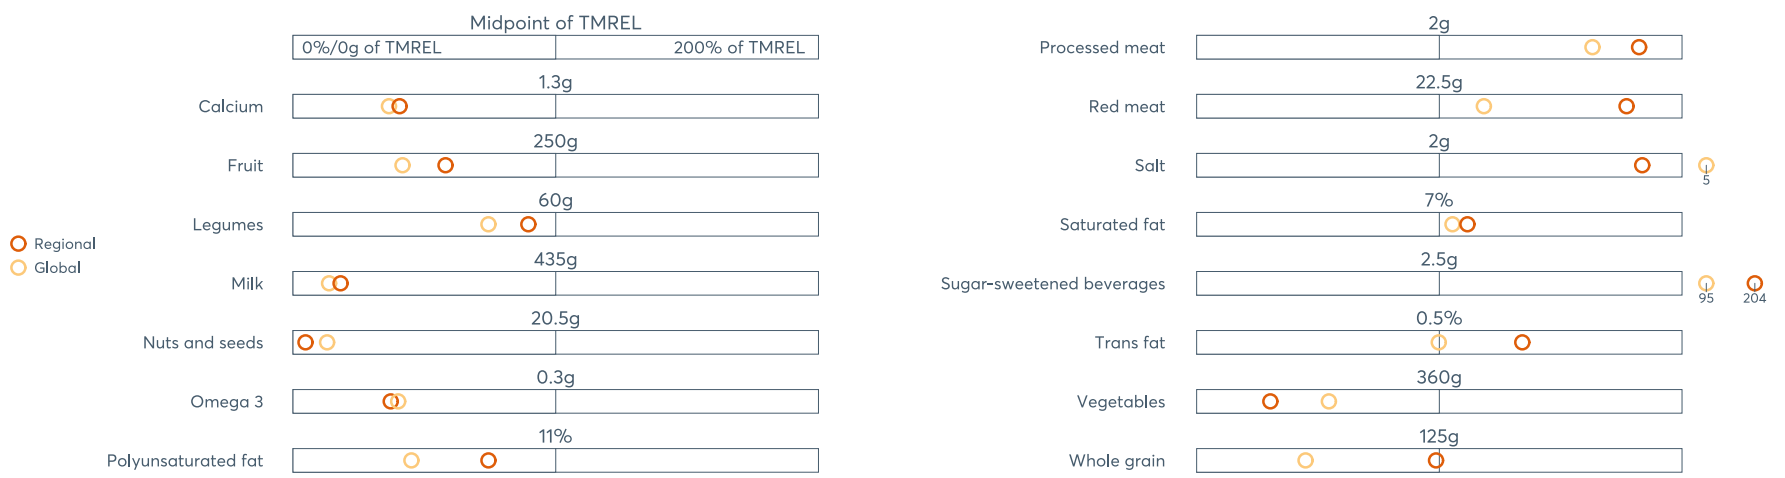 Midpoint of TMREL
0%/0g of TMREL 200% of TMREL
1.3g
Calcium
250g
Fruit
60g
Legumes
Regional
Global
435g
Milk
20.5g
Nuts and seeds
0.3g
Omega 3
11%
Polyunsaturated fat
2g
Processed meat
22.5g
Red meat
2g
Salt
5
7%
Saturated fat
2.5g
Sugar-sweetened beverages
95 204
0.5%
Trans fat
360g
Vegetables
125g
Whole grain